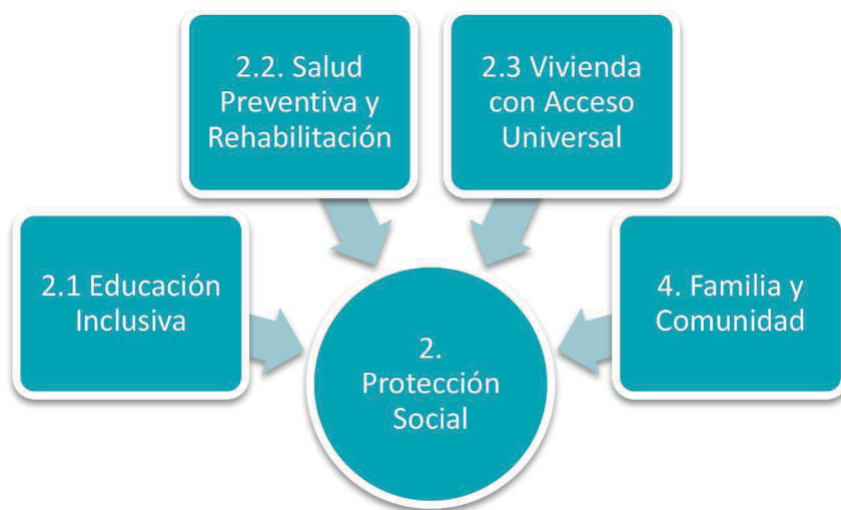 2.2. Salud
Preventiva y
Rehabilitación
2.3 Vivienda
con Acceso
Universal
2.1 Educación
Inclusiva
4. Familia y
Comunidad
2.
Protección
Social